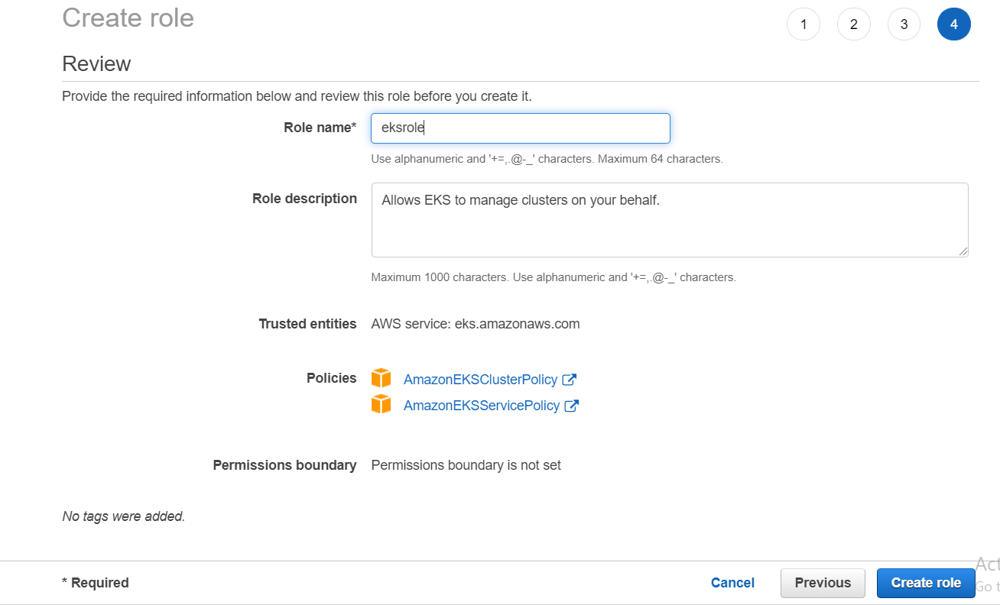 Create role
1 2 3 4
Review
Provide the required information below and review this role before you create it.
Role name* eksrole
Use alphanumeric and '+=,.@-_' characters. Maximum 64 characters.
Role description Allows EKS to manage clusters on your behalf.
Maximum 1000 characters. Use alphanumeric and '+=,.@-_' characters.
Trusted entities AWS service: eks.amazonaws.com
Policies AmazonEKSClusterPolicy
AmazonEKSServicePolicy
Permissions boundary Permissions boundary is not set
No tags were added.
* Required Cancel Previous Create role